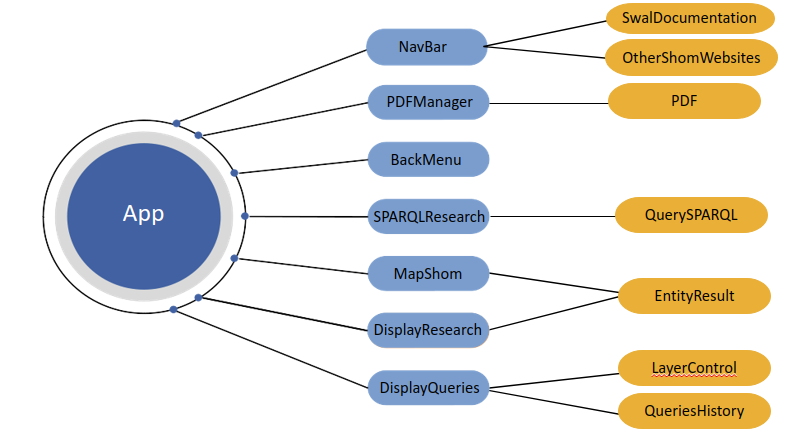 App
NavBar
PDFManager
BackMenu
SPARQLResearch
MapShom
DisplayResearch
DisplayQueries
SwalDocumentation
OtherShomWebsites
PDF
QuerySPARQL
EntityResult
LayerControl
QueriesHistory